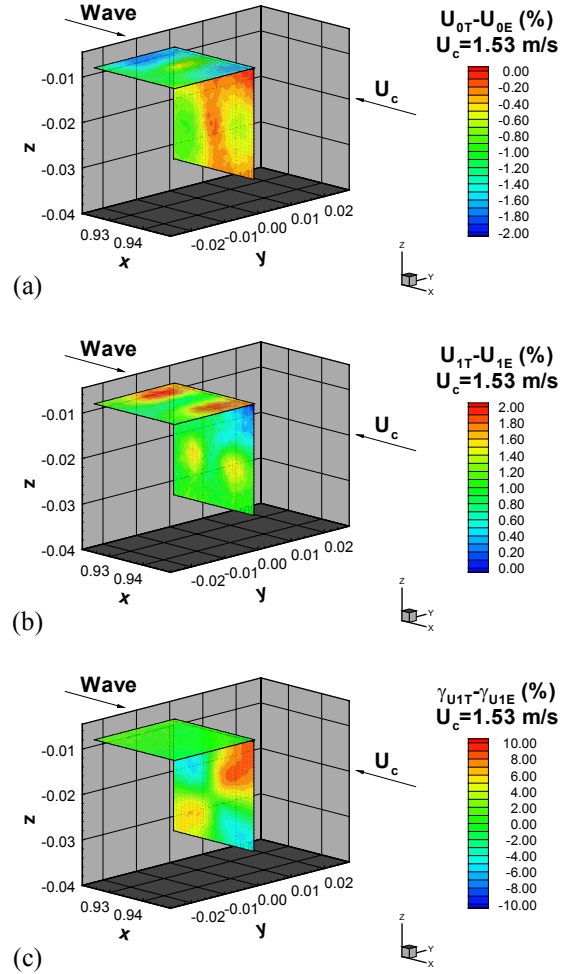 Wave
U0T-U0E (%)
Uc=1.53 m/s
0.00
-0.20
-0.40
-0.60
-0.80
-1.00
-1.20
-1.40
-1.60
-1.80
-2.00
Uc
-0.01
-0.02
-0.03
-0.04
z
0.93
0.94
x
-0.02
-0.01
0.00
0.01
0.02
y
Z
Y
X
(a)
Wave
U1T-U1E (%)
Uc=1.53 m/s
2.00
1.80
1.60
1.40
1.20
1.00
0.80
0.60
0.40
0.20
0.00
Uc
-0.01
-0.02
-0.03
-0.04
z
0.93
0.94
x
-0.02
-0.01
0.00
0.01
0.02
y
Z
Y
X
(b)
Wave
γU1T-γU1E (%)
Uc=1.53 m/s
10.00
8.00
6.00
4.00
2.00
0.00
-2.00
-4.00
-6.00
-8.00
-10.00
Uc
-0.01
-0.02
-0.03
-0.04
z
0.93
0.94
x
-0.02
-0.01
0.00
0.01
0.02
y
Z
Y
X
(c)